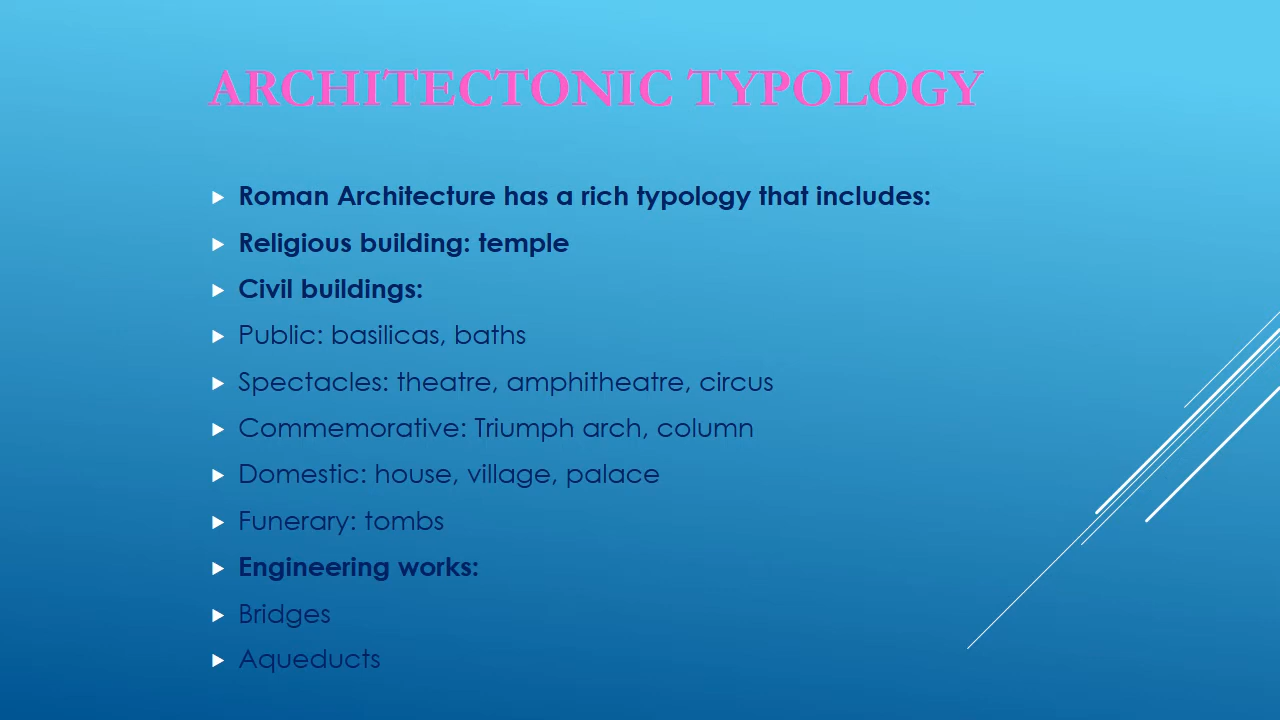 ARCHITECTONIC TYPOLOGY
Roman Architecture has a rich typology that includes:
Religious building: temple
Civil buildings:
Public: basilicas, baths
Spectacles: theatre, amphitheatre, circus
Commemorative: Triumph arch, column
Domestic: house, village, palace
Funerary: tombs
Engineering works:
Bridges
Aqueducts